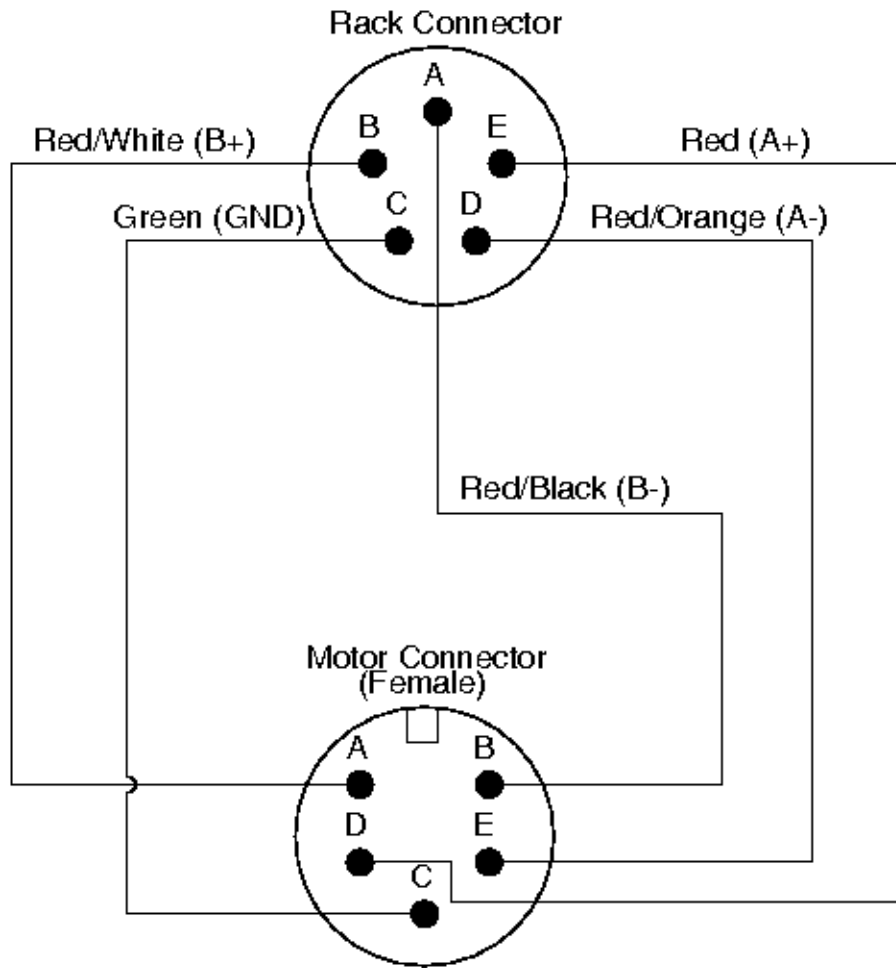 Rack Connector
A
B
E
Red/White (B+)
Red (A+)
C
D
Green (GND)
Red/Orange (A-)
Red/Black (B-)
Motor Connector
(Female)
A
B
D
E
C